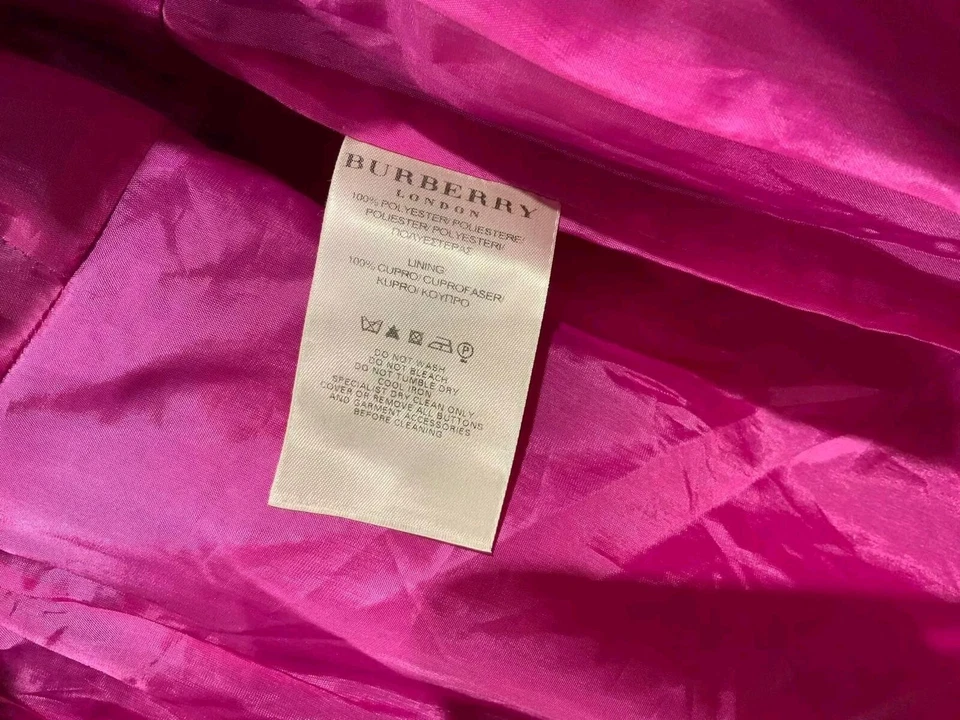 BURBERRY
LONDON
100% POLYESTER/ POLIESTERE/
POLIESTER/ POLYESTERI/
ΠΟΛΥΕΣΤΕΡΑΣ
LINING:
100% CUPRO/ CUPROFASER/
KUPRO/ ΚΟΥΠΡΟ
P
DO NOT WASH
DO NOT BLEACH
DO NOT TUMBLE DRY
COOL IRON
SPECIALIST DRY CLEAN ONLY
COVER OR REMOVE ALL BUTTONS
AND GARMENT ACCESSORIES
BEFORE CLEANING